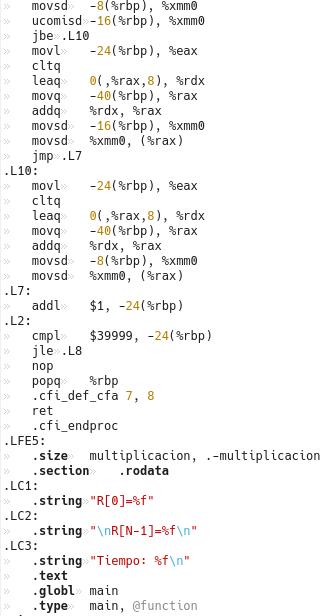 movsd -8(%rbp), %xmm0
ucomisd -16(%rbp), %xmm0
jbe .L10
movl -24(%rbp), %eax
cltq
leaq 0(,%rax,8), %rdx
movq -40(%rbp), %rax
addq %rdx, %rax
movsd -16(%rbp), %xmm0
movsd %xmm0, (%rax)
jmp .L7
.L10:
movl -24(%rbp), %eax
cltq
leaq 0(,%rax,8), %rdx
movq -40(%rbp), %rax
addq %rdx, %rax
movsd -8(%rbp), %xmm0
movsd %xmm0, (%rax)
.L7:
addl $1, -24(%rbp)
.L2:
cmpl $39999, -24(%rbp)
jle .L8
nop
popq %rbp
.cfi_def_cfa 7, 8
ret
.cfi_endproc
.LFE5:
.size multiplicacion, .-multiplicacion
.section .rodata
.LC1:
.string "R[0]=%f"
.LC2:
.string "\nR[N-1]=%f\n"
.LC3:
.string "Tiempo: %f\n"
.text
.globl main
.type main, @function